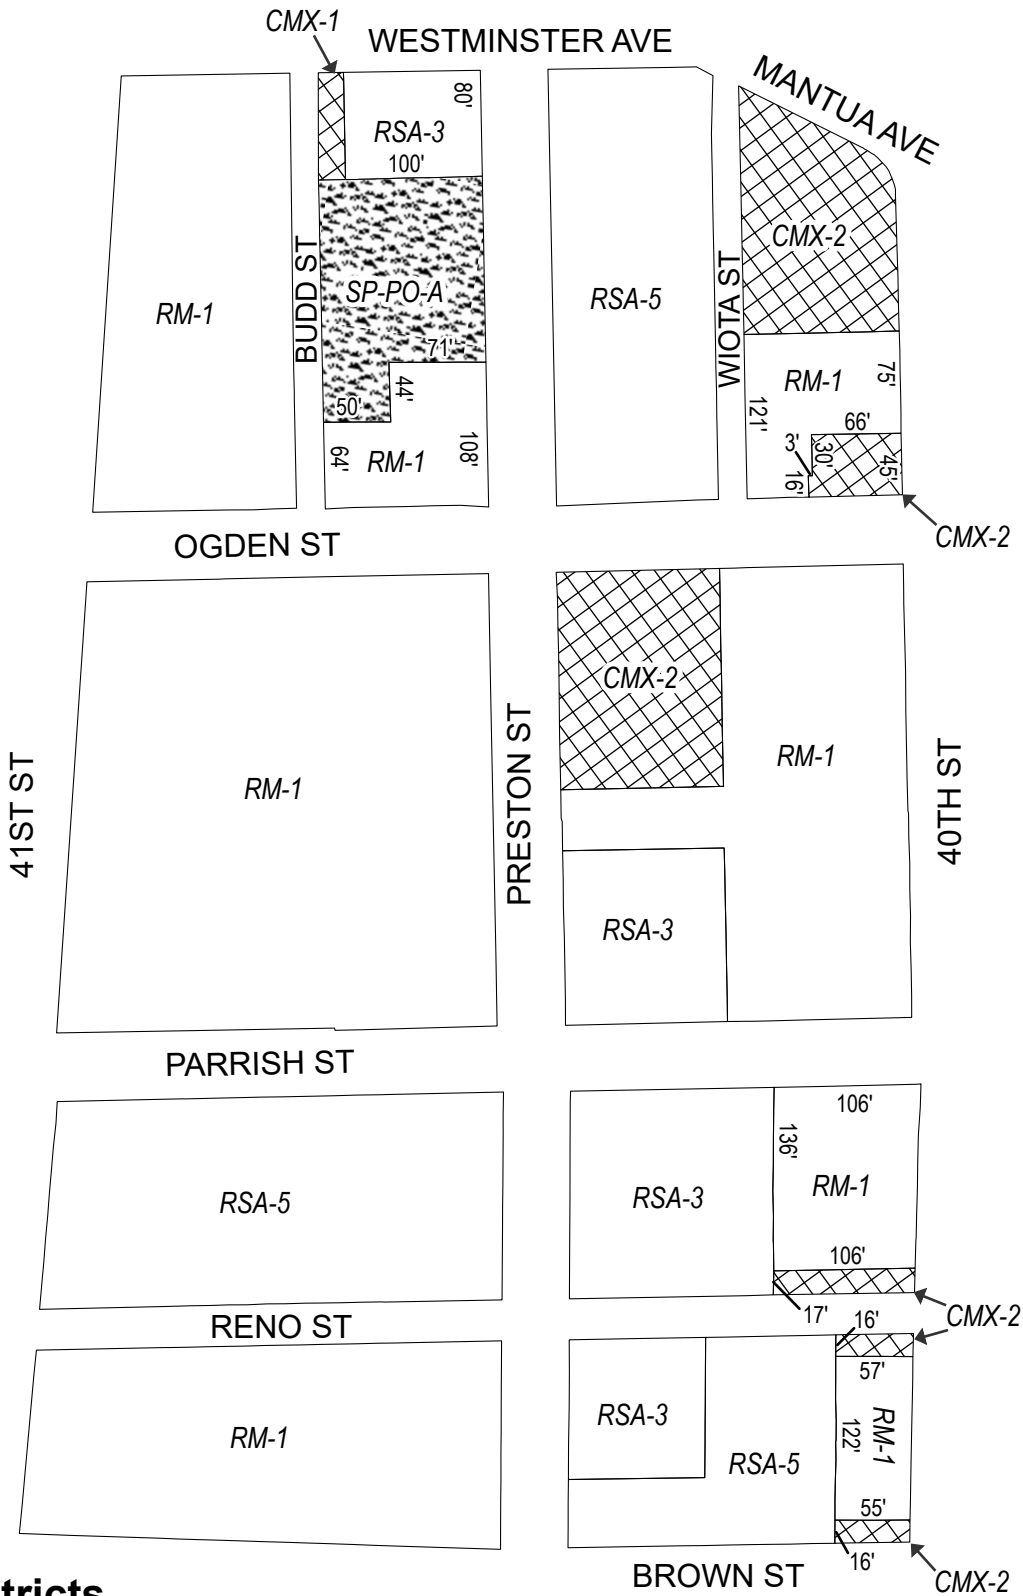 CMX-1
WESTMINSTER AVE
MANTUA AVE
80'
RSA-3
100'
CMX-2
BUDD ST
SP-PO-A
RM-1
RSA-5
WIOTA ST
71'
44'
50'
64'
RM-1
108'
RM-1
75'
121'
66'
3'
30'
45'
16'
CMX-2
OGDEN ST
CMX-2
RM-1
RM-1
41ST ST
PRESTON ST
40TH ST
RSA-3
PARRISH ST
106'
136'
RSA-5
RSA-3
RM-1
106'
17'
CMX-2
RENO ST
16'
57'
RSA-3
RM-1
122'
RM-1
RSA-5
55'
16'
BROWN ST
CMX-2
tricts